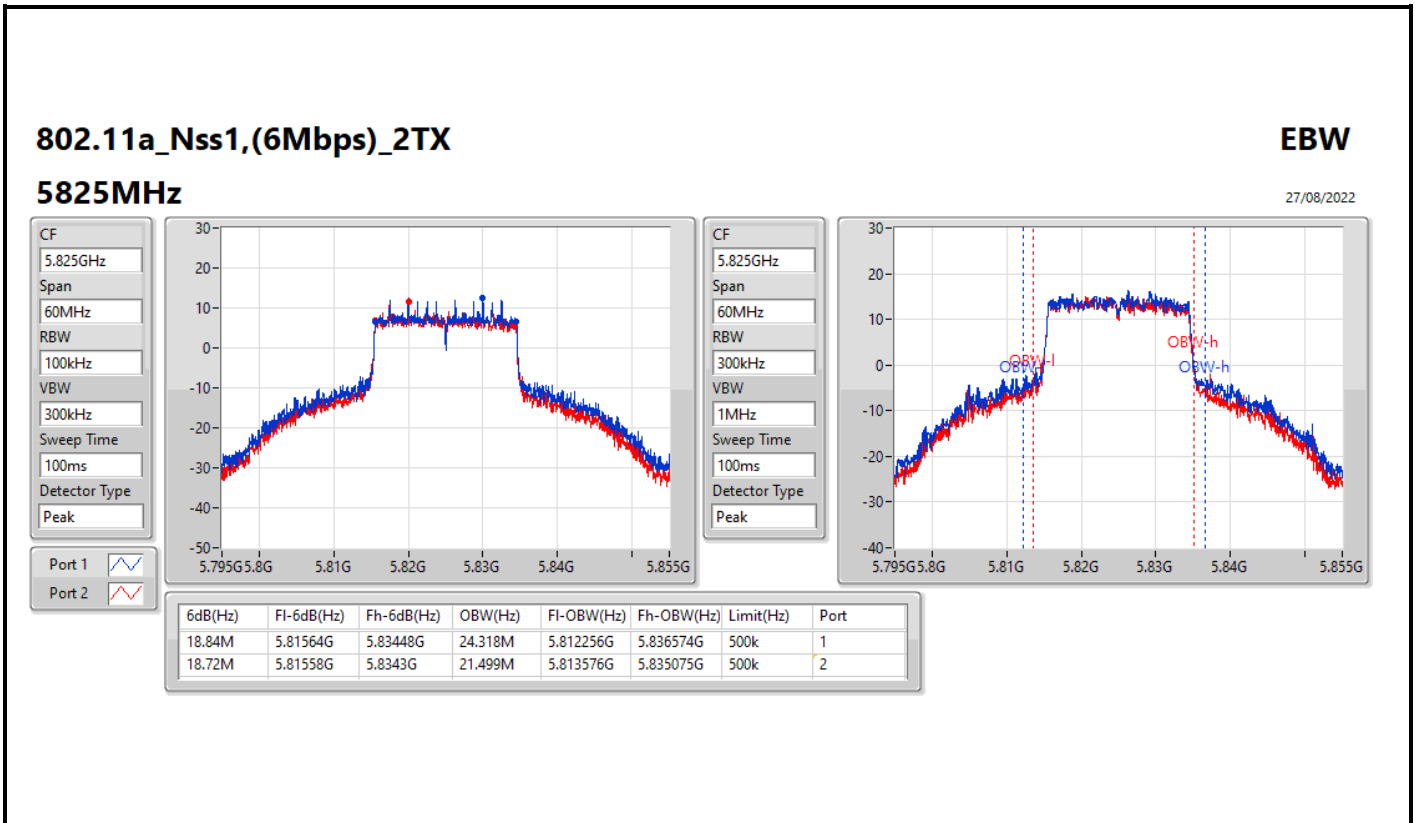 802.11a_Nss1,(6Mbps)_2TX
EBW
5825MHz
27/08/2022
CF
5.825GHz
Span
60MHz
RBW
100kHz
VBW
300kHz
Sweep Time
100ms
Detector Type
Peak
Port 1
Port 2
30
20
10
0
-10
-20
-30
-40
-50
5.795G 5.8G 5.81G 5.82G 5.83G 5.84G 5.855G
CF
5.825GHz
Span
60MHz
RBW
300kHz
VBW
1MHz
Sweep Time
100ms
Detector Type
Peak
30
20
10
0
-10
-20
-30
-40
OBW-h
OBW-l
OBW-h
5.795G 5.8G 5.81G 5.82G 5.83G 5.84G 5.855G
6dB(Hz) Fl-6dB(Hz) Fh-6dB(Hz) OBW(Hz) Fl-OBW(Hz) Fh-OBW(Hz) Limit(Hz) Port
18.84M 5.81564G 5.83448G 24.318M 5.812256G 5.836574G 500k 1
18.72M 5.81558G 5.8343G 21.499M 5.813576G 5.835075G 500k 2